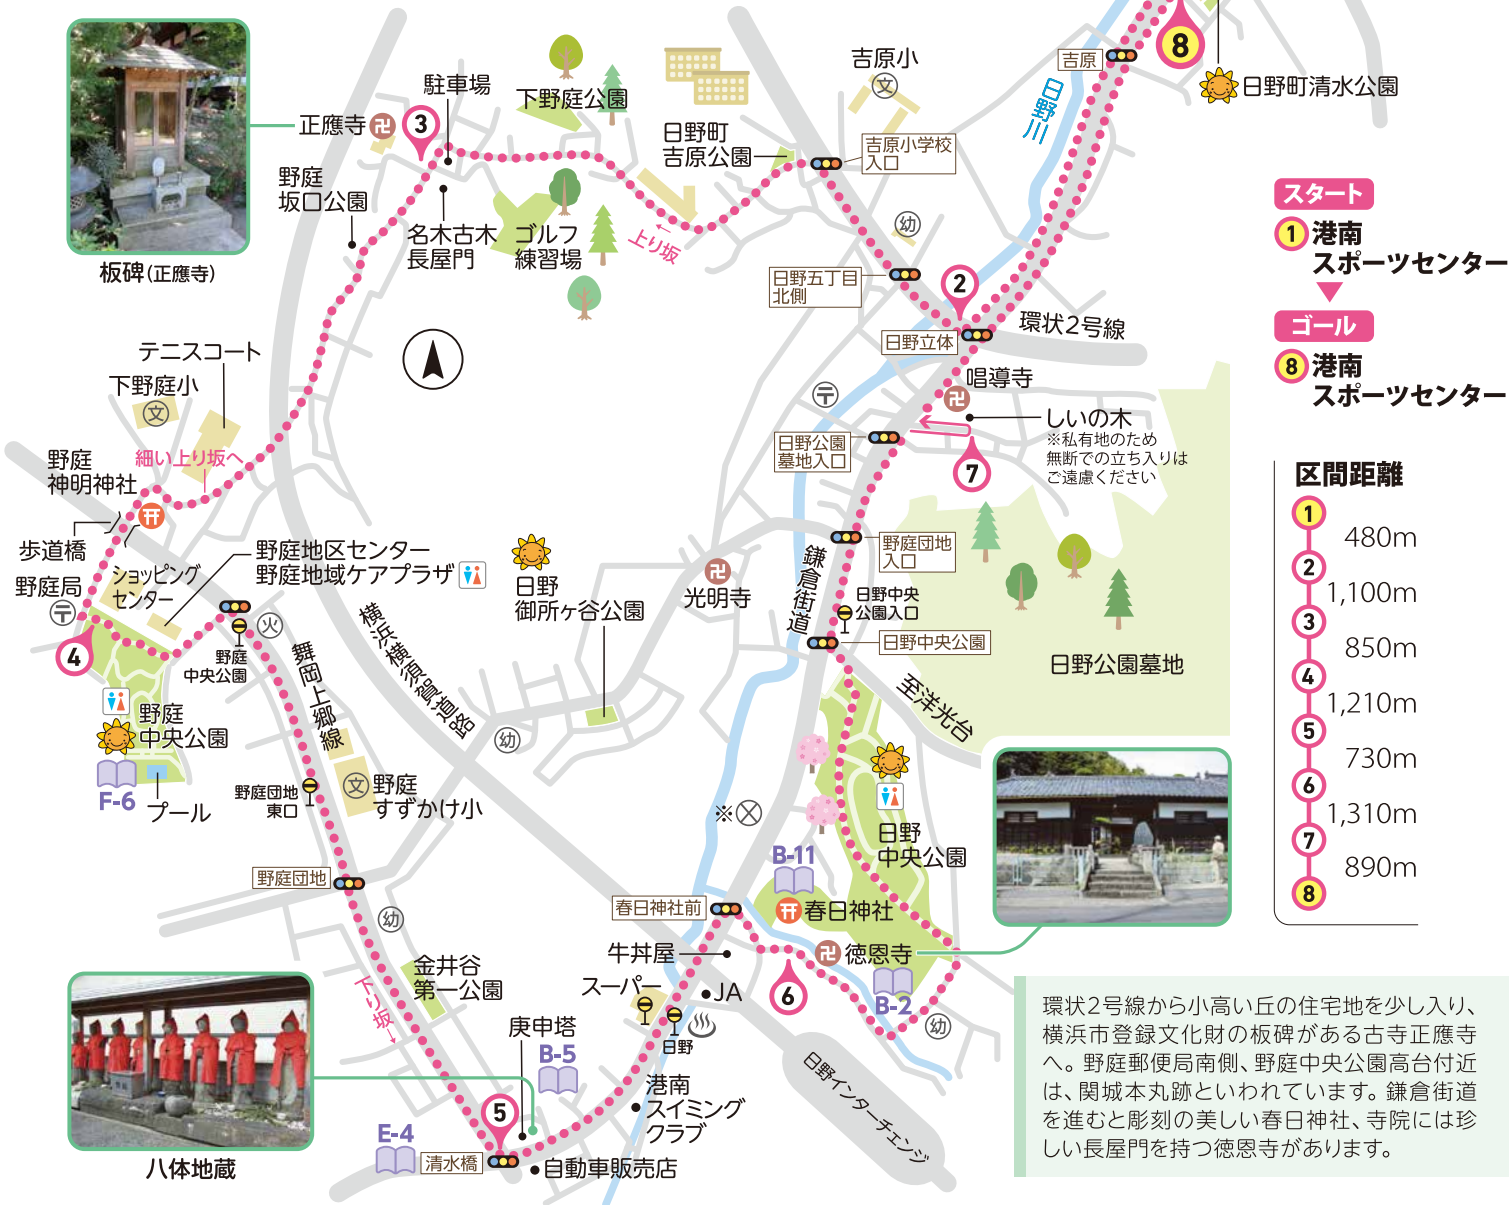 8
吉原
日野町清水公園
日野川
吉原小
文
駐車場
下野庭公園
正應寺
3
日野町
吉原公園
吉原小学校
入口
野庭
坂口公園
名木古木
長屋門
ゴルフ
練習場
←上り坂
幼
板碑(正應寺)
日野五丁目
北側
2
日野立体
環状2号線
スタート
1 港南
スポーツセンター
ゴール
8 港南
スポーツセンター
テニスコート
下野庭小
文
唱導寺
しいの木
※私有地のため
無断での立ち入りは
ご遠慮ください
日野公園
墓地入口
7
野庭
神明神社
細い上り坂へ
歩道橋
野庭局
ショッピング
センター
野庭地区センター
野庭地域ケアプラザ
日野
御所ヶ谷公園
光明寺
鎌倉街道
野庭団地
入口
日野中央
公園入口
日野中央公園
日野公園墓地
至洋光台
4
火
野庭
中央公園
舞岡上郷線
横浜横須賀道路
野庭
中央公園
F-6
プール
幼
野庭団地
東口
文
野庭
すずかけ小
※
日野
中央公園
B-11
春日神社
春日神社前
野庭団地
幼
牛丼屋
徳恩寺
B-2
6
幼
金井谷
第一公園
下り坂→
スーパー
JA
日野
庚申塔
B-5
港南
スイミング
クラブ
日野インターチェンジ
5
E-4
清水橋
自動車販売店
八体地蔵
区間距離
1
480m
2
1,100m
3
850m
4
1,210m
5
730m
6
1,310m
7
890m
8
環状2号線から小高い丘の住宅地を少し入り、
横浜市登録文化財の板碑がある古寺正應寺
へ。野庭郵便局南側、野庭中央公園高台付近
は、関城本丸跡といわれています。鎌倉街道
を進むと彫刻の美しい春日神社、寺院には珍
しい長屋門を持つ徳恩寺があります。